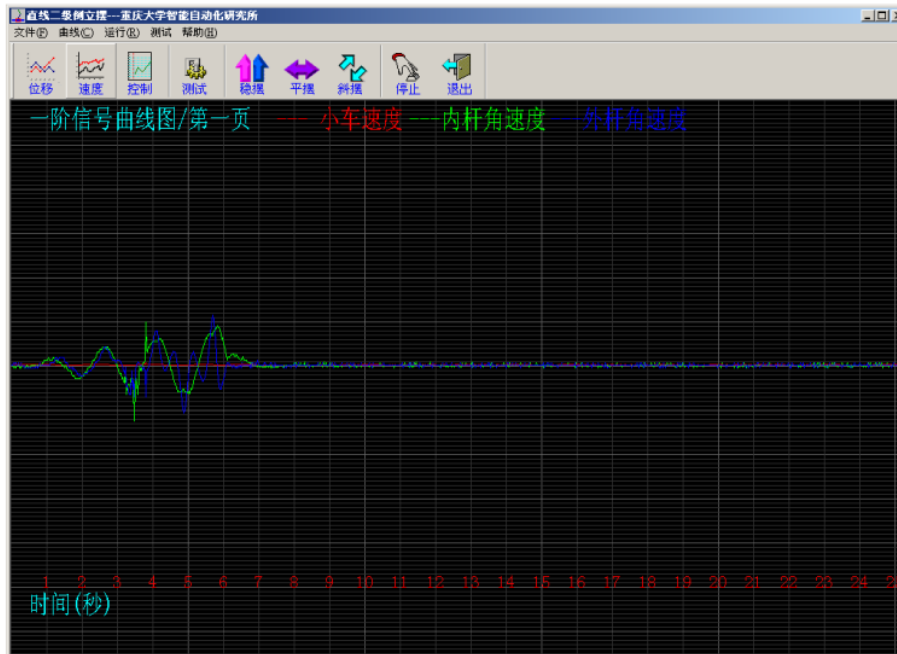 直线二级倒立摆---重庆大学智能自动化研究所
文件(F) 曲线(C) 运行(R) 测试 帮助(H)
位移 速度 控制 测试 稳摆 平摆 斜摆 停止 退出
一阶信号曲线图/第一页 --- 小车速度 ---内杆角速度 ---外杆角速度
1 2 3 4 5 6 7 8 9 10 11 12 13 14 15 16 17 18 19 20 21 22 23 24
时间(秒)